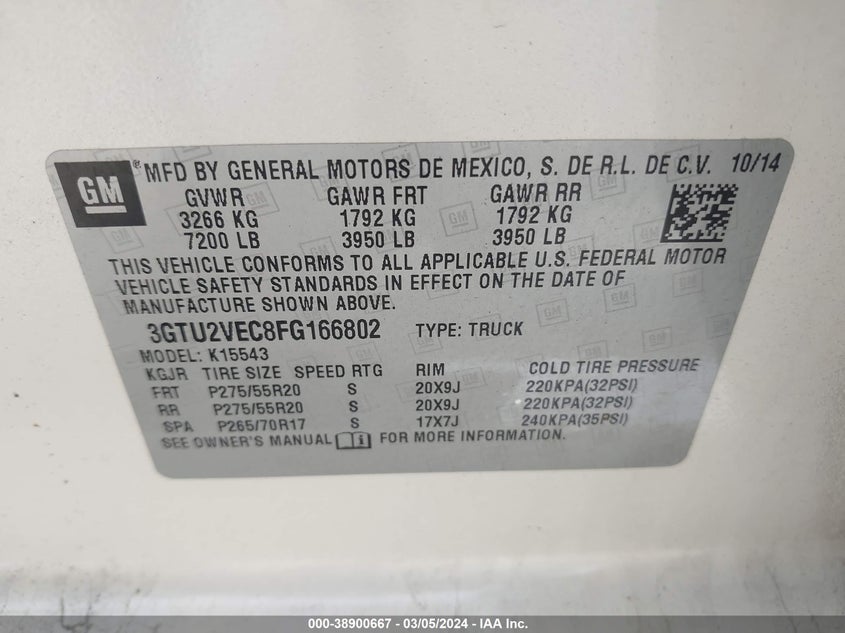 GM ® MFD BY GENERAL MOTORS DE MEXICO, S. DE R.L. DE C.V. 10/14
GVWR GAWR FRT GAWR RR
3266 KG 1792 KG 1792 KG
7200 LB 3950 LB 3950 LB
THIS VEHICLE CONFORMS TO ALL APPLICABLE U.S. FEDERAL MOTOR
VEHICLE SAFETY STANDARDS IN EFFECT ON THE DATE OF
MANUFACTURE SHOWN ABOVE.
3GTU2VEC8FG166802 TYPE: TRUCK
MODEL: K15543
KGJR TIRE SIZE SPEED RTG RIM COLD TIRE PRESSURE
FRT P275/55R20 S 20X9J 220KPA(32PSI)
RR P275/55R20 S 20X9J 220KPA(32PSI)
SPA P265/70R17 S 17X7J 240KPA(35PSI)
SEE OWNER'S MANUAL FOR MORE INFORMATION.
000-38900667 - 03/05/2024 - IAA Inc.